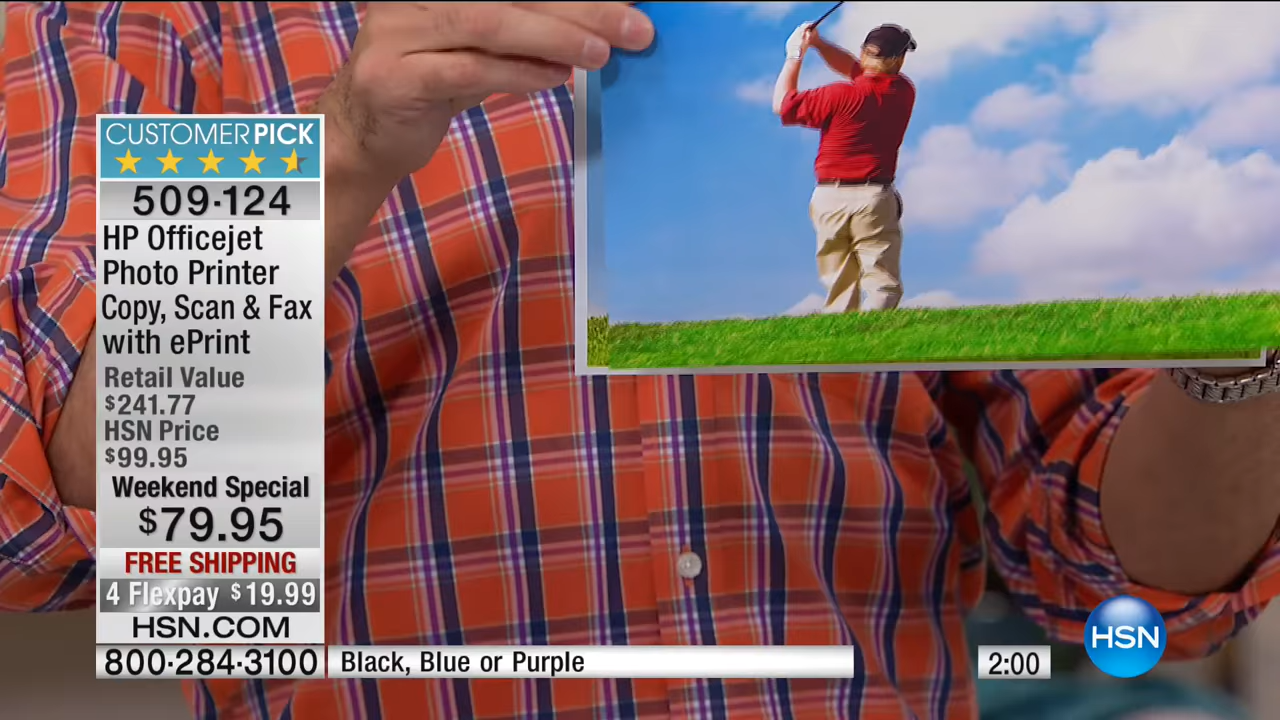 CUSTOMERPICK
509·124
HP Officejet
Photo Printer
Copy, Scan & Fax
with ePrint
Retail Value
$241.77
HSN Price
$99.95
Weekend Special
$79.95
FREE SHIPPING
4 Flexpay $19.99
HSN.COM
800·284·3100
Black, Blue or Purple
2:00
HSN